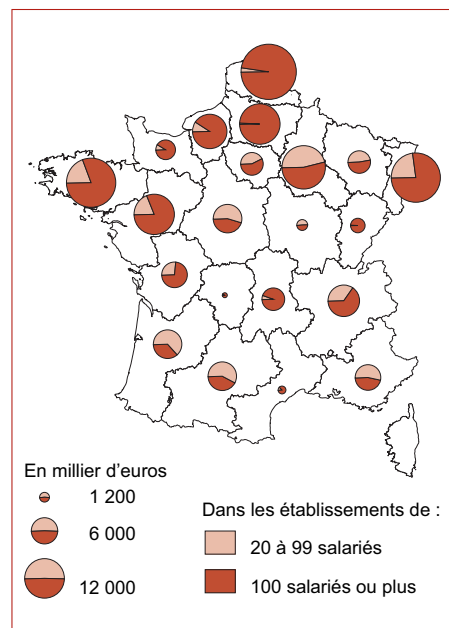 En millier d'euros
1 200
6 000
12 000
Dans les établissements de :
20 à 99 salariés
100 salariés ou plus